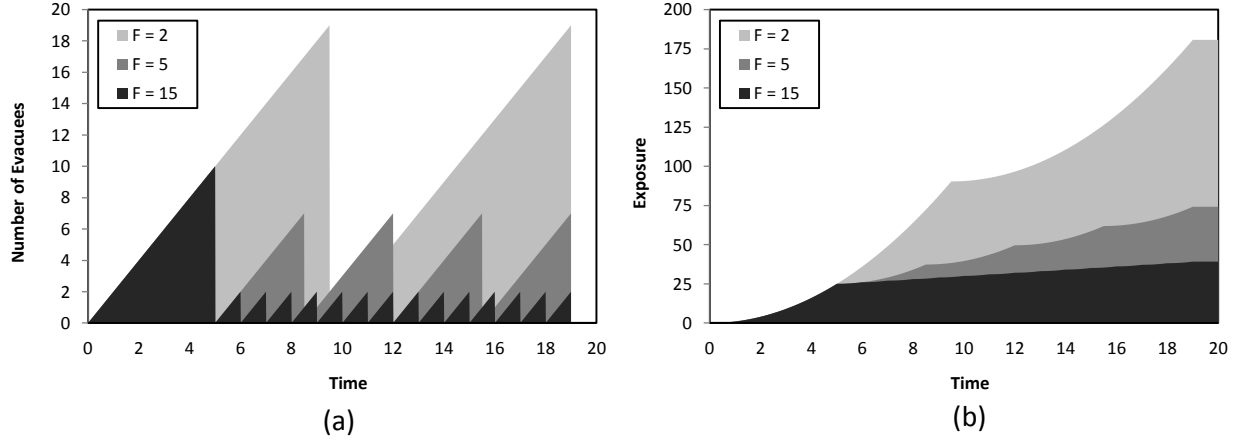 20
18
16
14
12
10
8
6
4
2
0
Number of Evacuees
F = 2
F = 5
F = 15
0 2 4 6 8 10 12 14 16 18 20
Time
(a)
200
175
150
125
100
75
50
25
0
Exposure
F = 2
F = 5
F = 15
0 2 4 6 8 10 12 14 16 18 20
Time
(b)